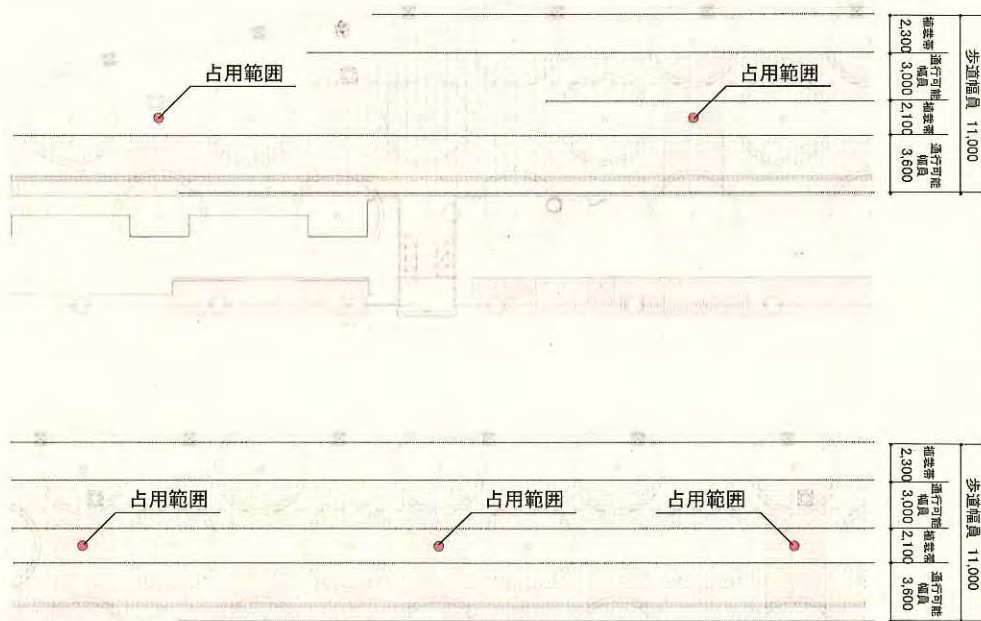 占用範囲
占用範囲
植栽帯
2,300
通行可能
幅員
3,000
植栽帯
2,100
通行可能
幅員
3,600
歩道幅員 11,000
占用範囲
占用範囲
占用範囲
植栽帯
2,300
通行可能
幅員
3,000
植栽帯
2,100
通行可能
幅員
3,600
歩道幅員 11,000